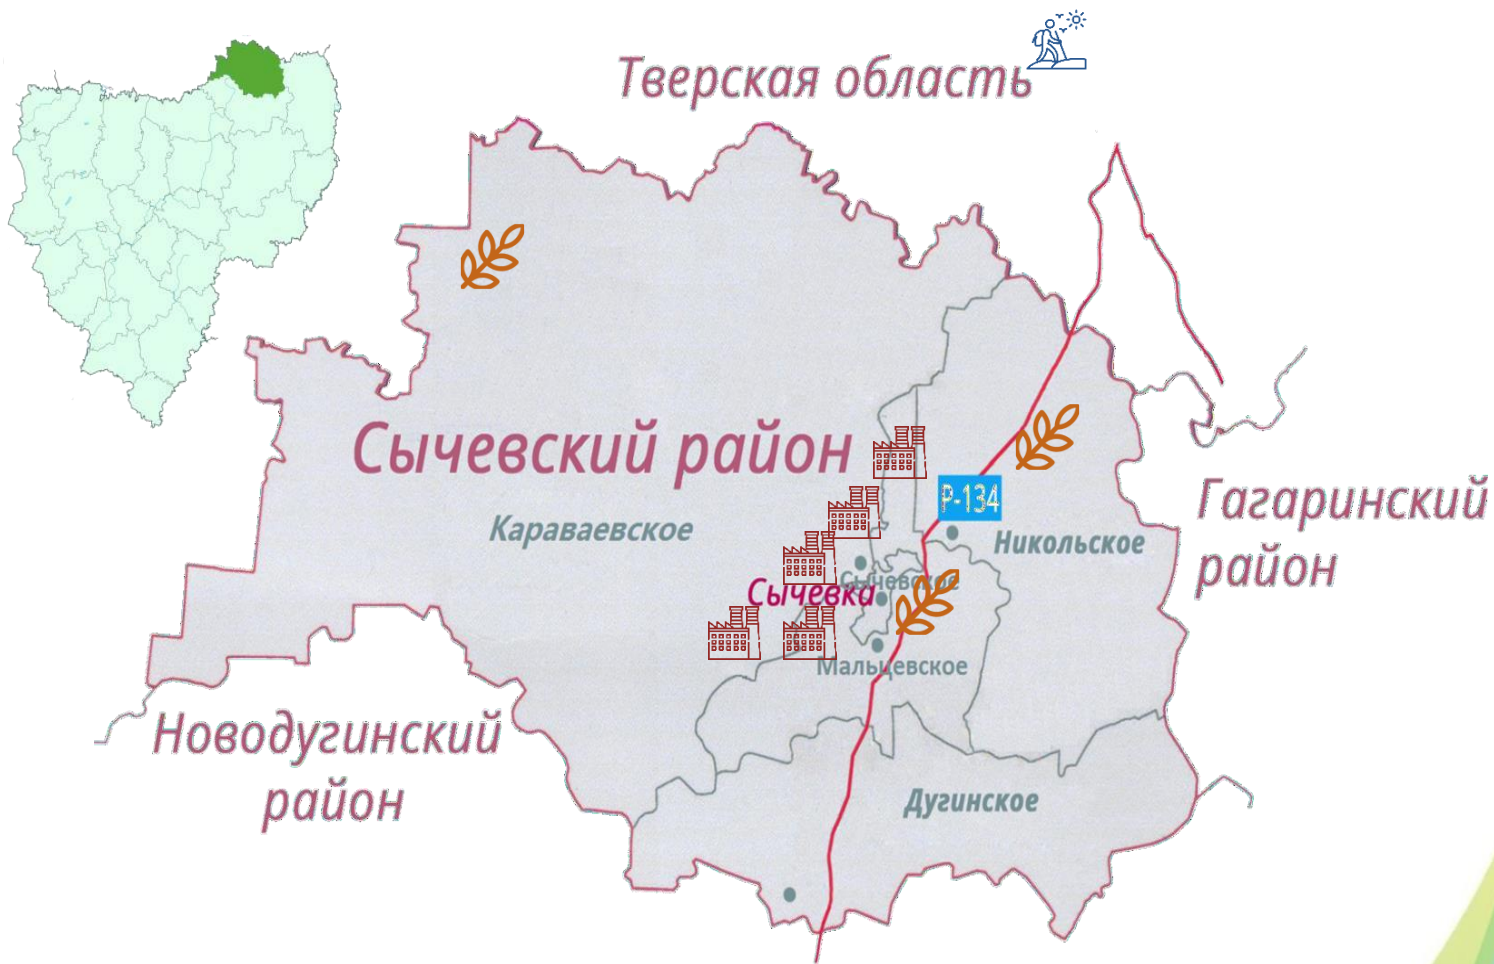 Тверская область
Сычевский район
Р-134
Гагаринский
район
Караваевское
Никольское
Сычевское
Сычевка
Мальцевское
Новодугинский
район
Дугинское